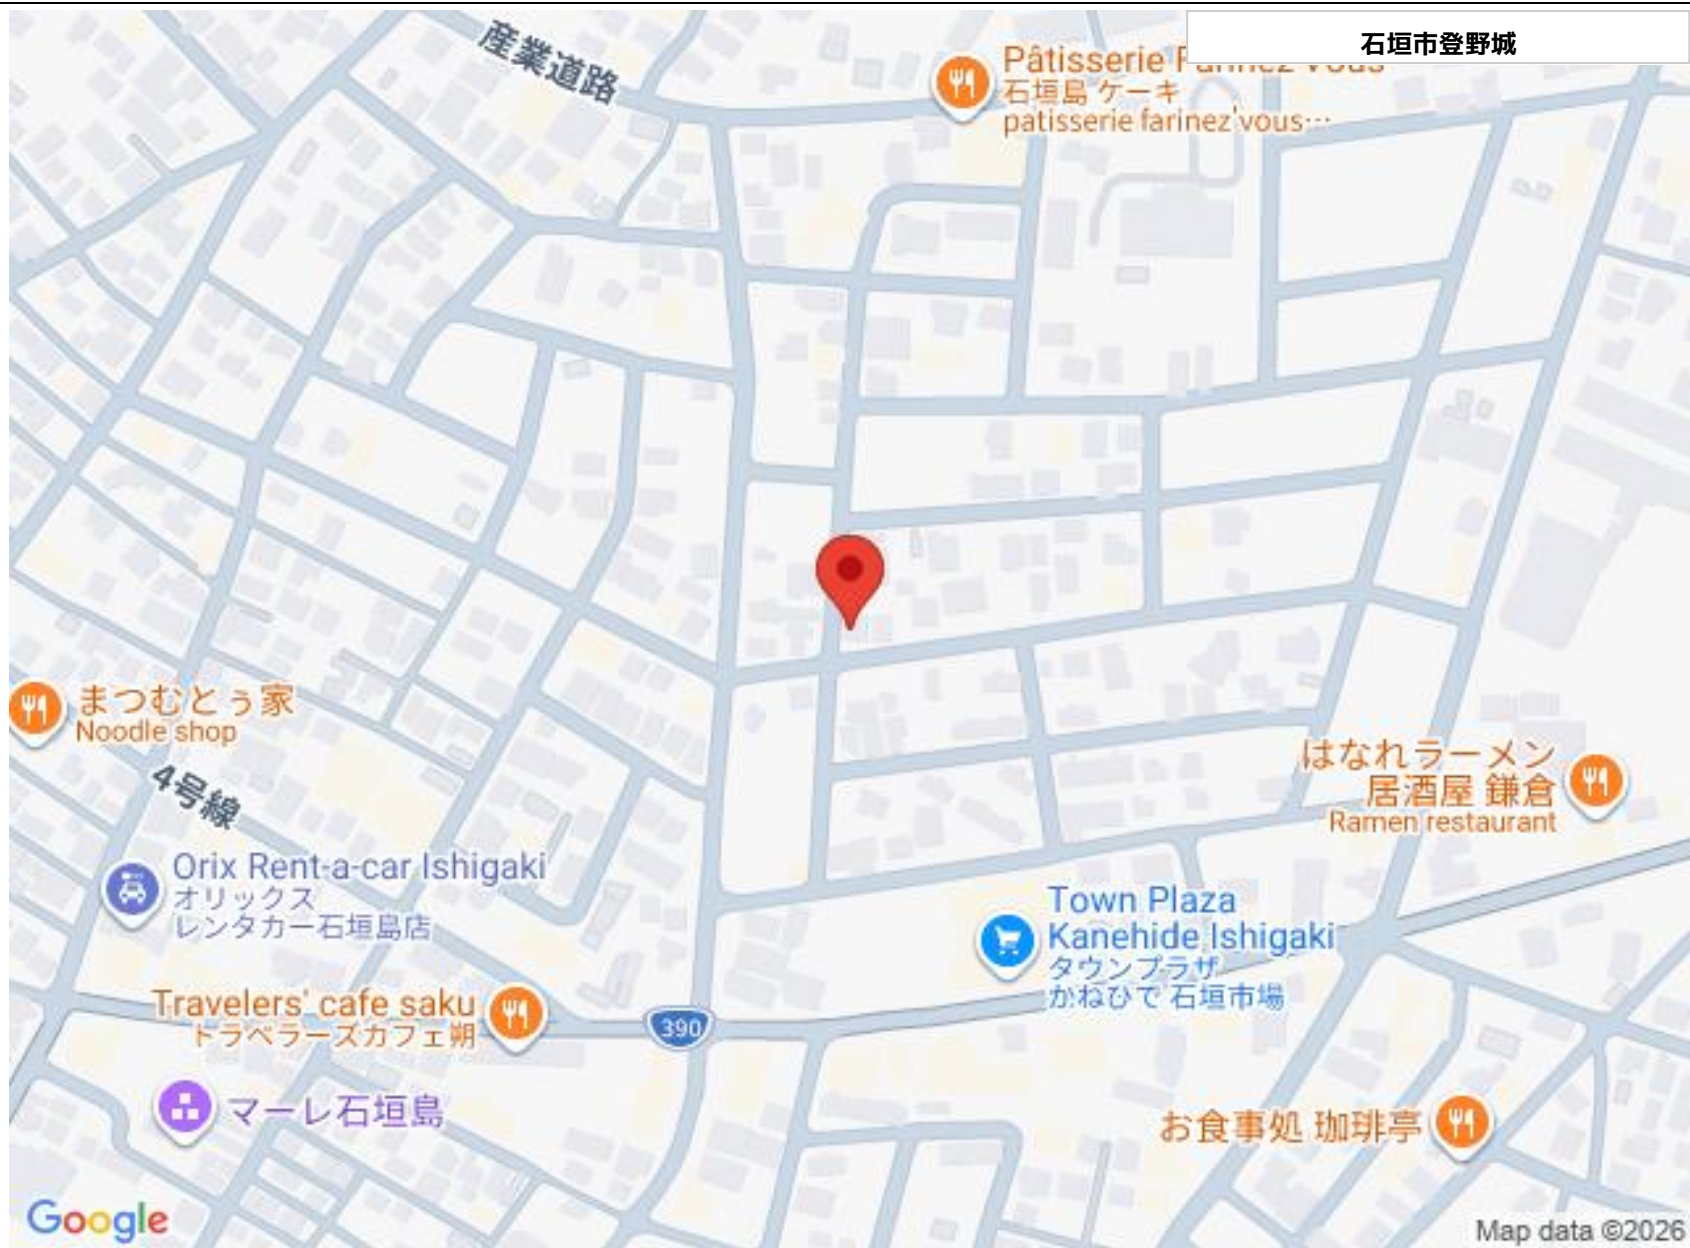 石垣市登野城
産業道路
Pâtisserie Farinez Vous
石垣島 ケーキ
patisserie farinez'vous…
まつむとぅ家
Noodle shop
4号線
はなれラーメン
居酒屋 鎌倉
Ramen restaurant
Orix Rent-a-car Ishigaki
オリックス
レンタカー石垣島店
Town Plaza
Kanehide Ishigaki
タウンプラザ
かねひで 石垣市場
Travelers' cafe saku
トラベラーズカフェ朔
390
マーレ石垣島
お食事処 珈琲亭
Google
Map data ©2026